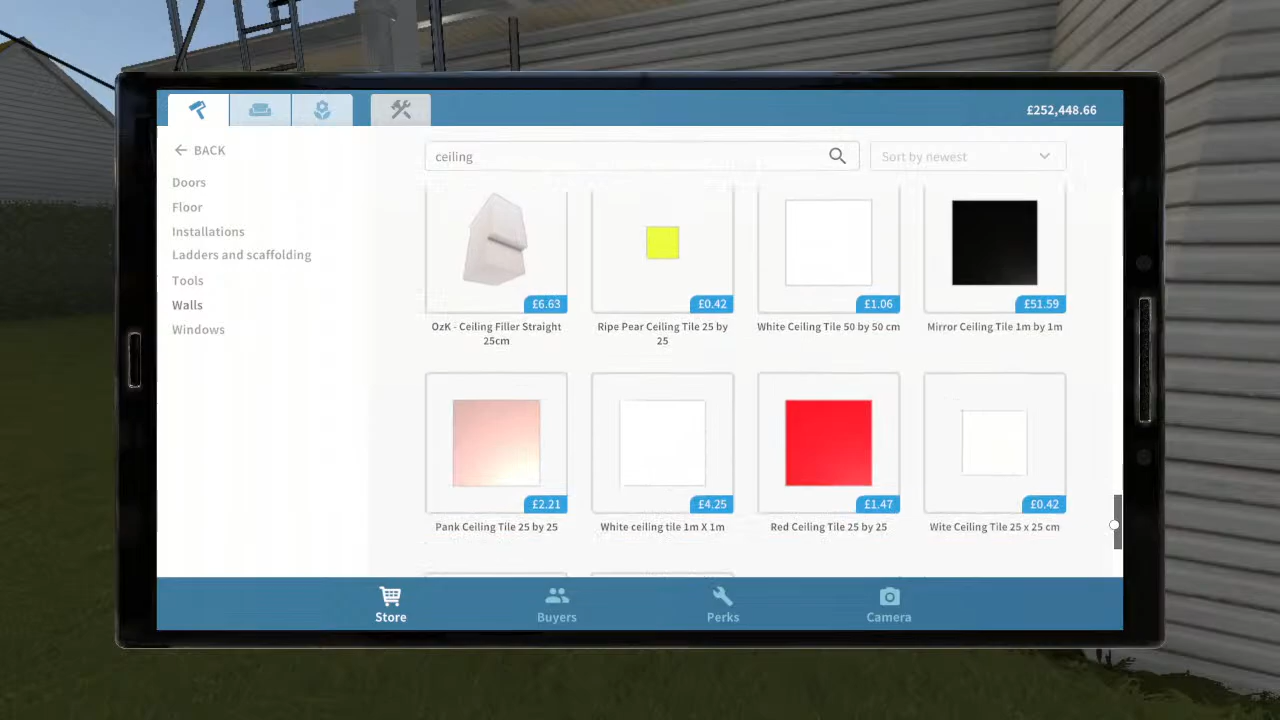 £252,448.66
BACK
ceiling
Sort by newest
Doors
Floor
Installations
Ladders and scaffolding
Tools
Walls
Windows
£6.63
£0.42
£1.06
£51.59
OzK - Ceiling Filler Straight
25cm
Ripe Pear Ceiling Tile 25 by
25
White Ceiling Tile 50 by 50 cm
Mirror Ceiling Tile 1m by 1m
£2.21
£4.25
£1.47
£0.42
Pank Ceiling Tile 25 by 25
White ceiling tile 1m X 1m
Red Ceiling Tile 25 by 25
Wite Ceiling Tile 25 x 25 cm
Store
Buyers
Perks
Camera